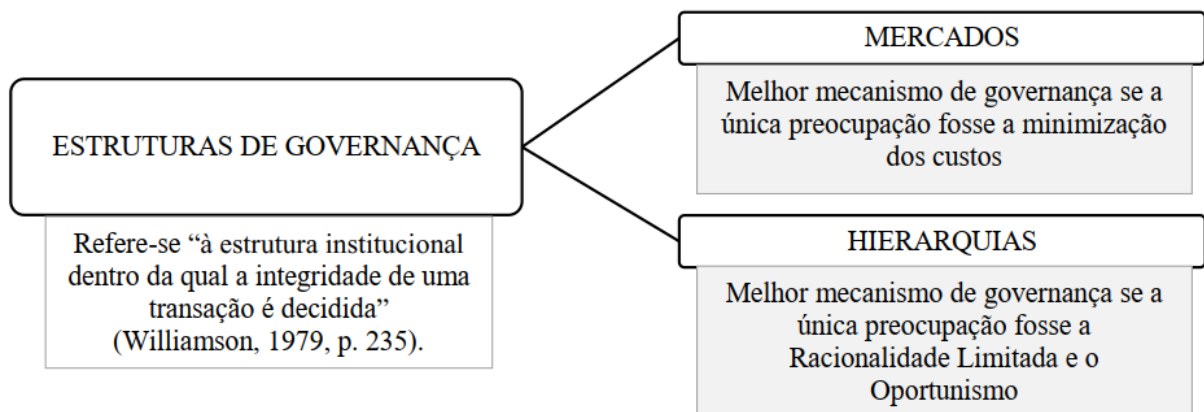 ESTRUTURAS DE GOVERNANÇA
Refere-se “à estrutura institucional
dentro da qual a integridade de uma
transação é decidida”
(Williamson, 1979, p. 235).
MERCADOS
Melhor mecanismo de governança se a
única preocupação fosse a minimização
dos custos
HIERARQUIAS
Melhor mecanismo de governança se a
única preocupação fosse a
Racionalidade Limitada e o
Oportunismo